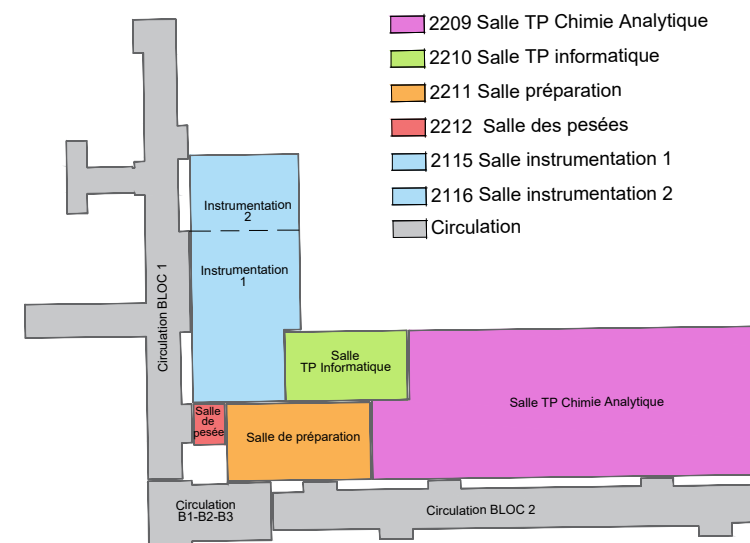 2209 Salle TP Chimie Analytique
2210 Salle TP informatique
2211 Salle préparation
2212 Salle des pesées
2115 Salle instrumentation 1
2116 Salle instrumentation 2
Circulation
Instrumentation
2
Instrumentation
1
Circulation BLOC 1
Salle
TP Informatique
Salle TP Chimie Analytique
Salle
de
pesée
Salle de préparation
Circulation
B1-B2-B3
Circulation BLOC 2